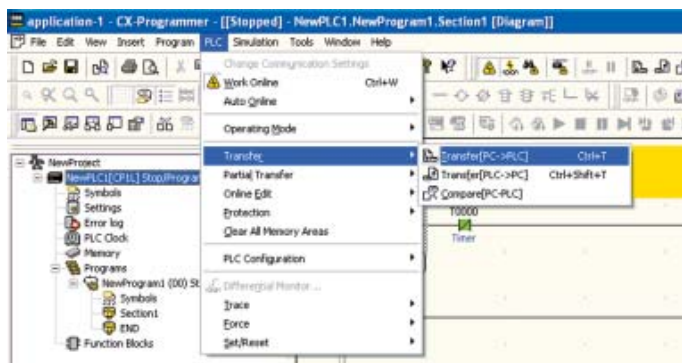 application-1 - CX-Programmer - [[Stopped] - NewPLC1.NewProgram1.Section1 [Diagram]]
File Edit View Insert Program PLC Simulation Tools Window Help
Change Communication Settings
Work Online Ctrl+W
Auto Online
Operating Mode
Transfer
Transfer[PC->PLC] Ctrl+T
Partial Transfer
Transfer[PLC->PC] Ctrl+Shift+T
Online Edit
Compare[PC-PLC]
Protection
Clear All Memory Areas
PLC Configuration
Differential Monitor ...
Trace
Force
Set/Reset
NewProject
NewPLC1[CP1L] Stop/Program
Symbols
Settings
Error log
PLC Clock
Memory
Programs
NewProgram1 (00) St
Symbols
Section1
END
Function Blocks
T0000
Timer